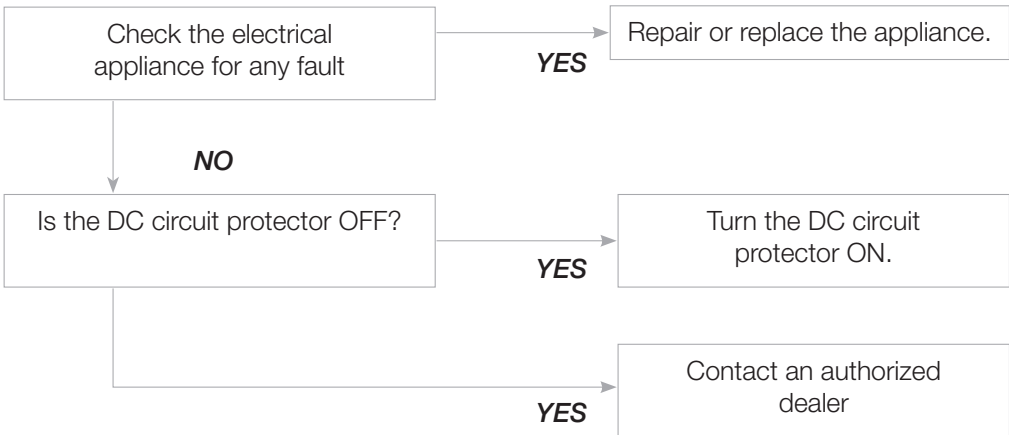 Check the electrical
appliance for any fault
YES
Repair or replace the appliance.
NO
Is the DC circuit protector OFF?
YES
Turn the DC circuit
protector ON.
YES
Contact an authorized
dealer